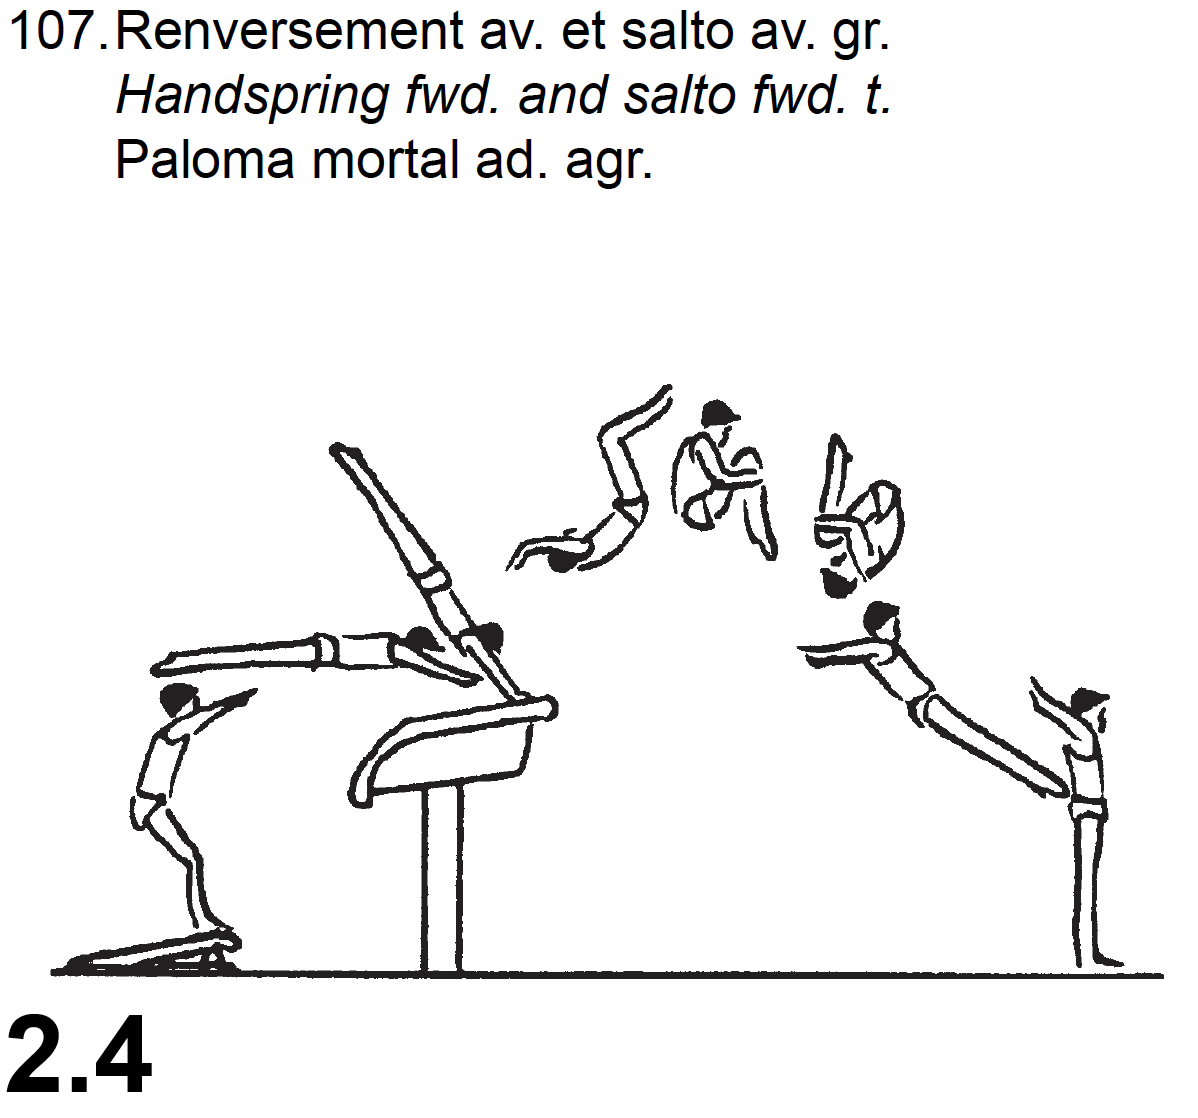 107. Renversement av. et salto av. gr.
Handspring fwd. and salto fwd. t.
Paloma mortal ad. agr.
2.4